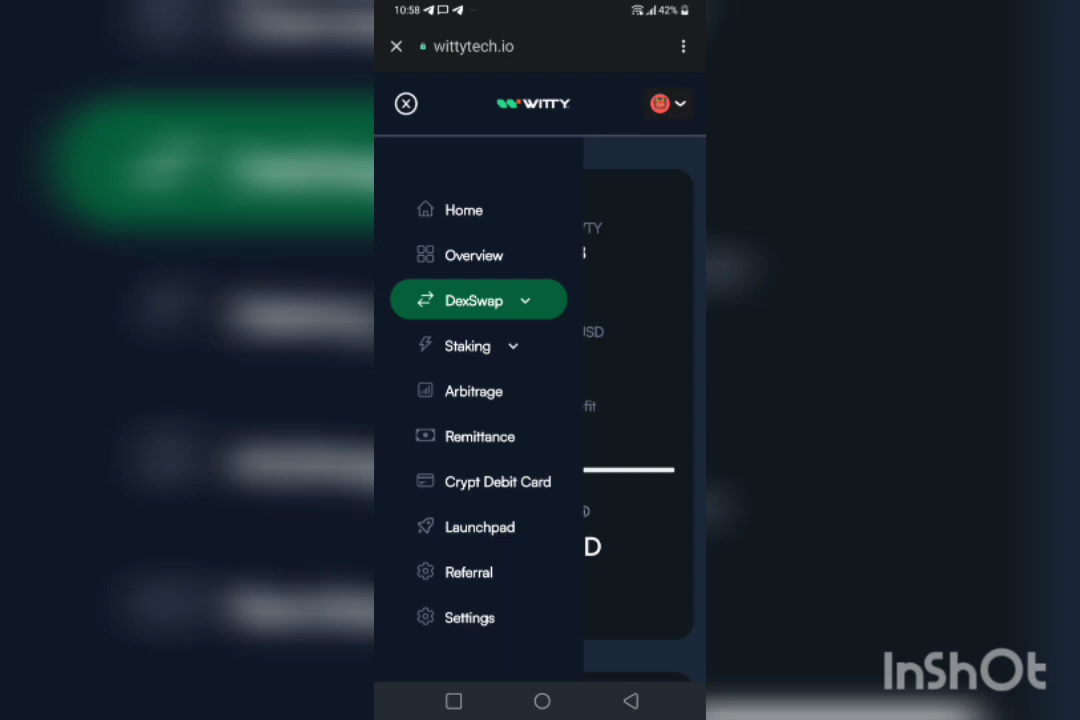 10:58 42%
wittytech.io
WITTY
Home
Overview
DexSwap
Staking
Arbitrage
Remittance
Crypt Debit Card
Launchpad
Referral
Settings
D
InShOt